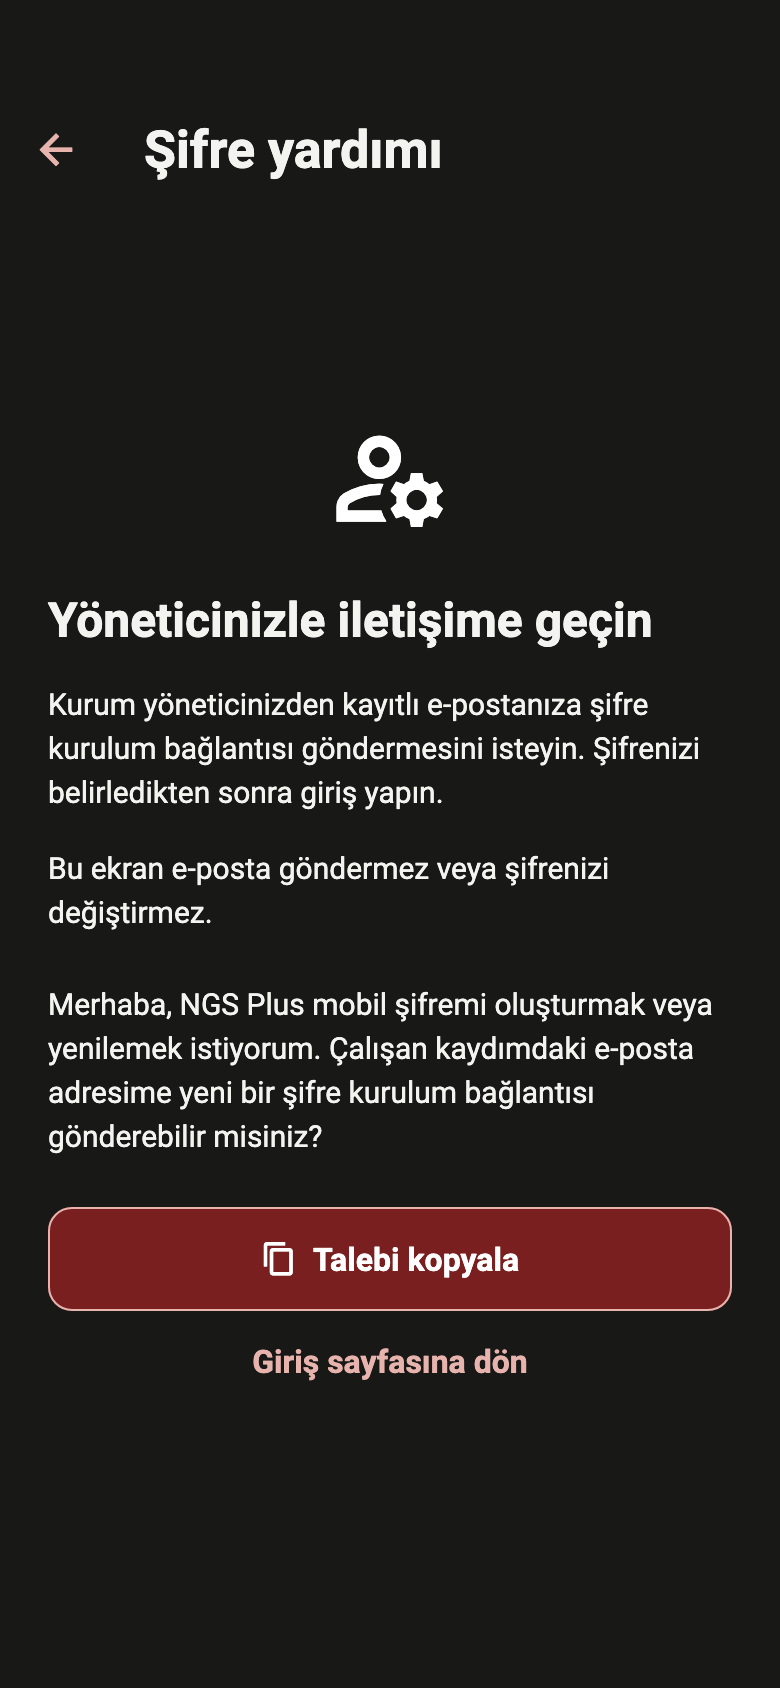 Şifre yardımı
Yöneticinizle iletişime geçin
Kurum yöneticinizden kayıtlı e-postanıza şifre
kurulum bağlantısı göndermesini isteyin. Şifrenizi
belirledikten sonra giriş yapın.
Bu ekran e-posta göndermez veya şifrenizi
değiştirmez.
Merhaba, NGS Plus mobil şifremi oluşturmak veya
yenilemek istiyorum. Çalışan kaydımdaki e-posta
adresime yeni bir şifre kurulum bağlantısı
gönderebilir misiniz?
Talebi kopyala
Giriş sayfasına dön